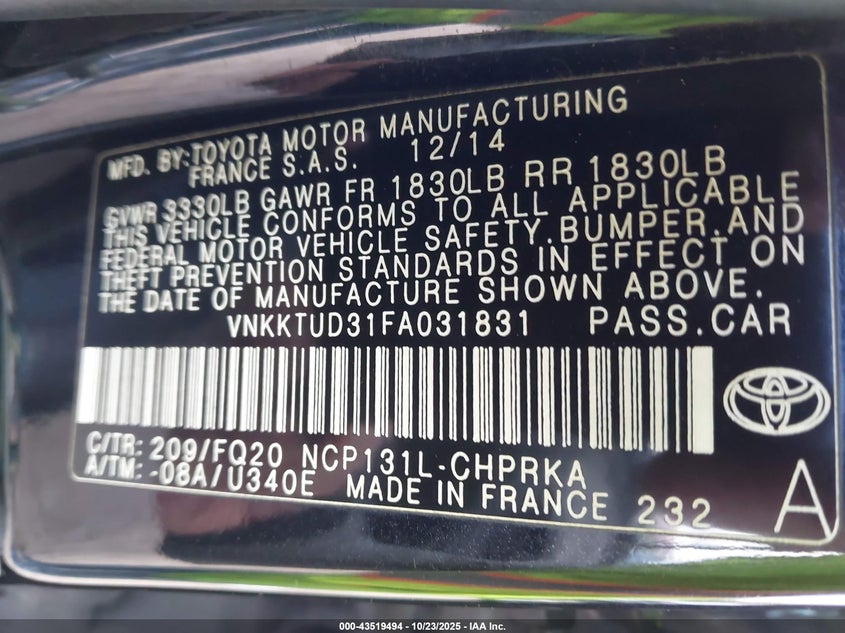 MFD. BY:TOYOTA MOTOR MANUFACTURING
FRANCE S.A.S. 12/14
GVWR 3330LB GAWR FR 1830LB RR 1830LB
THIS VEHICLE CONFORMS TO ALL APPLICABLE
FEDERAL MOTOR VEHICLE SAFETY,BUMPER,AND
THEFT PREVENTION STANDARDS IN EFFECT ON
THE DATE OF MANUFACTURE SHOWN ABOVE.
VNKKTUD31FA031831 PASS.CAR
C/TR: 209/FQ20 NCP131L-CHPRKA
A/TM: -08A/U340E MADE IN FRANCE 232
A
000-43519494 | 10/23/2025 - IAA Inc.